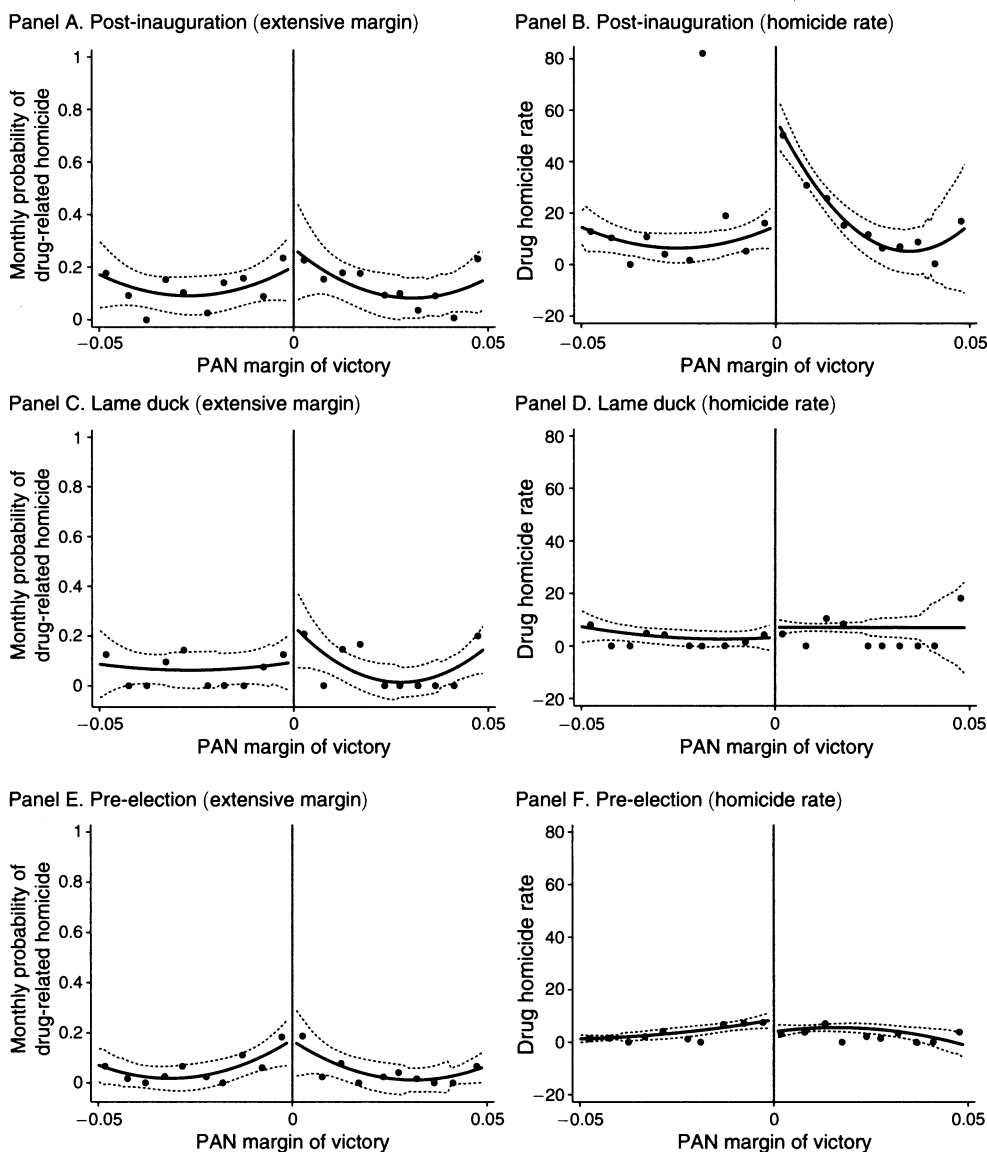 Panel A. Post-inauguration (extensive margin)
Monthly probability of
drug-related homicide
1
0.8
0.6
0.4
0.2
0
−0.05
0
0.05
PAN margin of victory
Panel B. Post-inauguration (homicide rate)
Drug homicide rate
80
60
40
20
0
−20
−0.05
0
0.05
PAN margin of victory
Panel C. Lame duck (extensive margin)
Monthly probability of
drug-related homicide
1
0.8
0.6
0.4
0.2
0
−0.05
0
0.05
PAN margin of victory
Panel D. Lame duck (homicide rate)
Drug homicide rate
80
60
40
20
0
−20
−0.05
0
0.05
PAN margin of victory
Panel E. Pre-election (extensive margin)
Monthly probability of
drug-related homicide
1
0.8
0.6
0.4
0.2
0
−0.05
0
0.05
PAN margin of victory
Panel F. Pre-election (homicide rate)
Drug homicide rate
80
60
40
20
0
−20
−0.05
0
0.05
PAN margin of victory